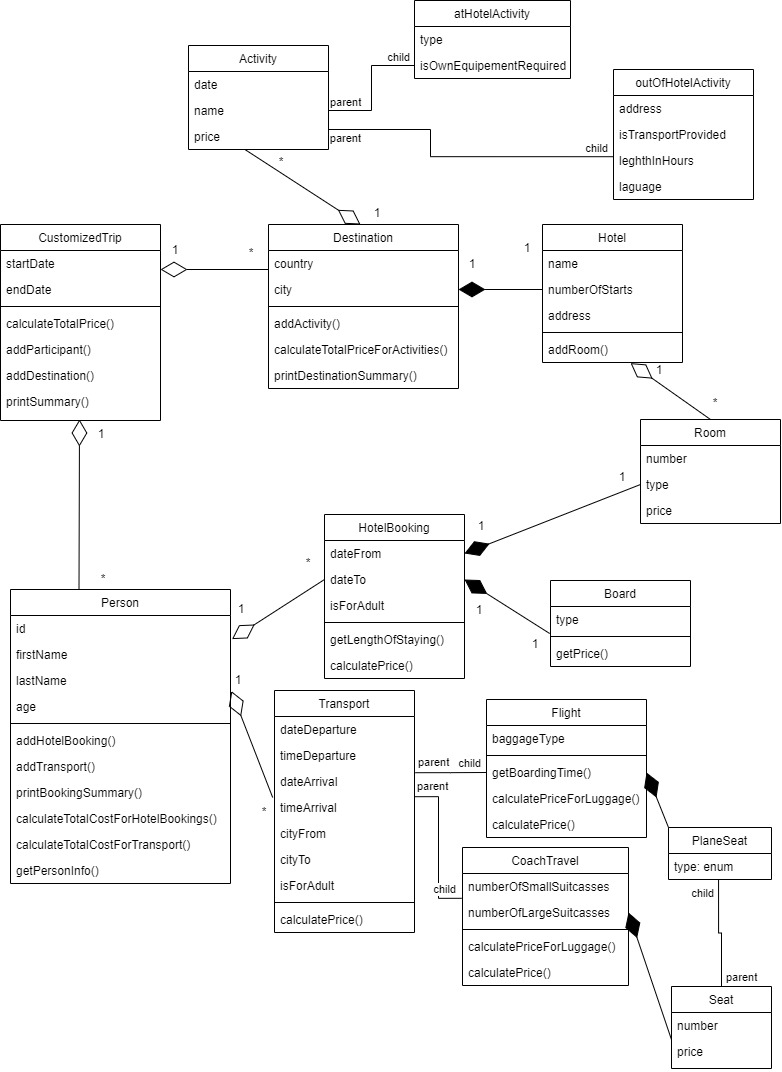 atHotelActivity
type
isOwnEquipementRequired
Activity
date
name
price
child
parent
parent
child
outOfHotelActivity
address
isTransportProvided
leghthInHours
laguage
*
1
CustomizedTrip
startDate
endDate
calculateTotalPrice()
addParticipant()
addDestination()
printSummary()
1
*
Destination
country
city
addActivity()
calculateTotalPriceForActivities()
printDestinationSummary()
1
1
Hotel
name
numberOfStarts
address
addRoom()
1
*
Room
number
type
price
1
*
HotelBooking
dateFrom
dateTo
isForAdult
getLengthOfStaying()
calculatePrice()
1
1
1
1
Board
type
getPrice()
Person
id
firstName
lastName
age
addHotelBooking()
addTransport()
printBookingSummary()
calculateTotalCostForHotelBookings()
calculateTotalCostForTransport()
getPersonInfo()
1
*
1
*
Transport
dateDeparture
timeDeparture
dateArrival
timeArrival
cityFrom
cityTo
isForAdult
calculatePrice()
parent
child
parent
child
Flight
baggageType
getBoardingTime()
calculatePriceForLuggage()
calculatePrice()
CoachTravel
numberOfSmallSuitcasses
numberOfLargeSuitcasses
calculatePriceForLuggage()
calculatePrice()
PlaneSeat
type: enum
child
parent
Seat
number
price